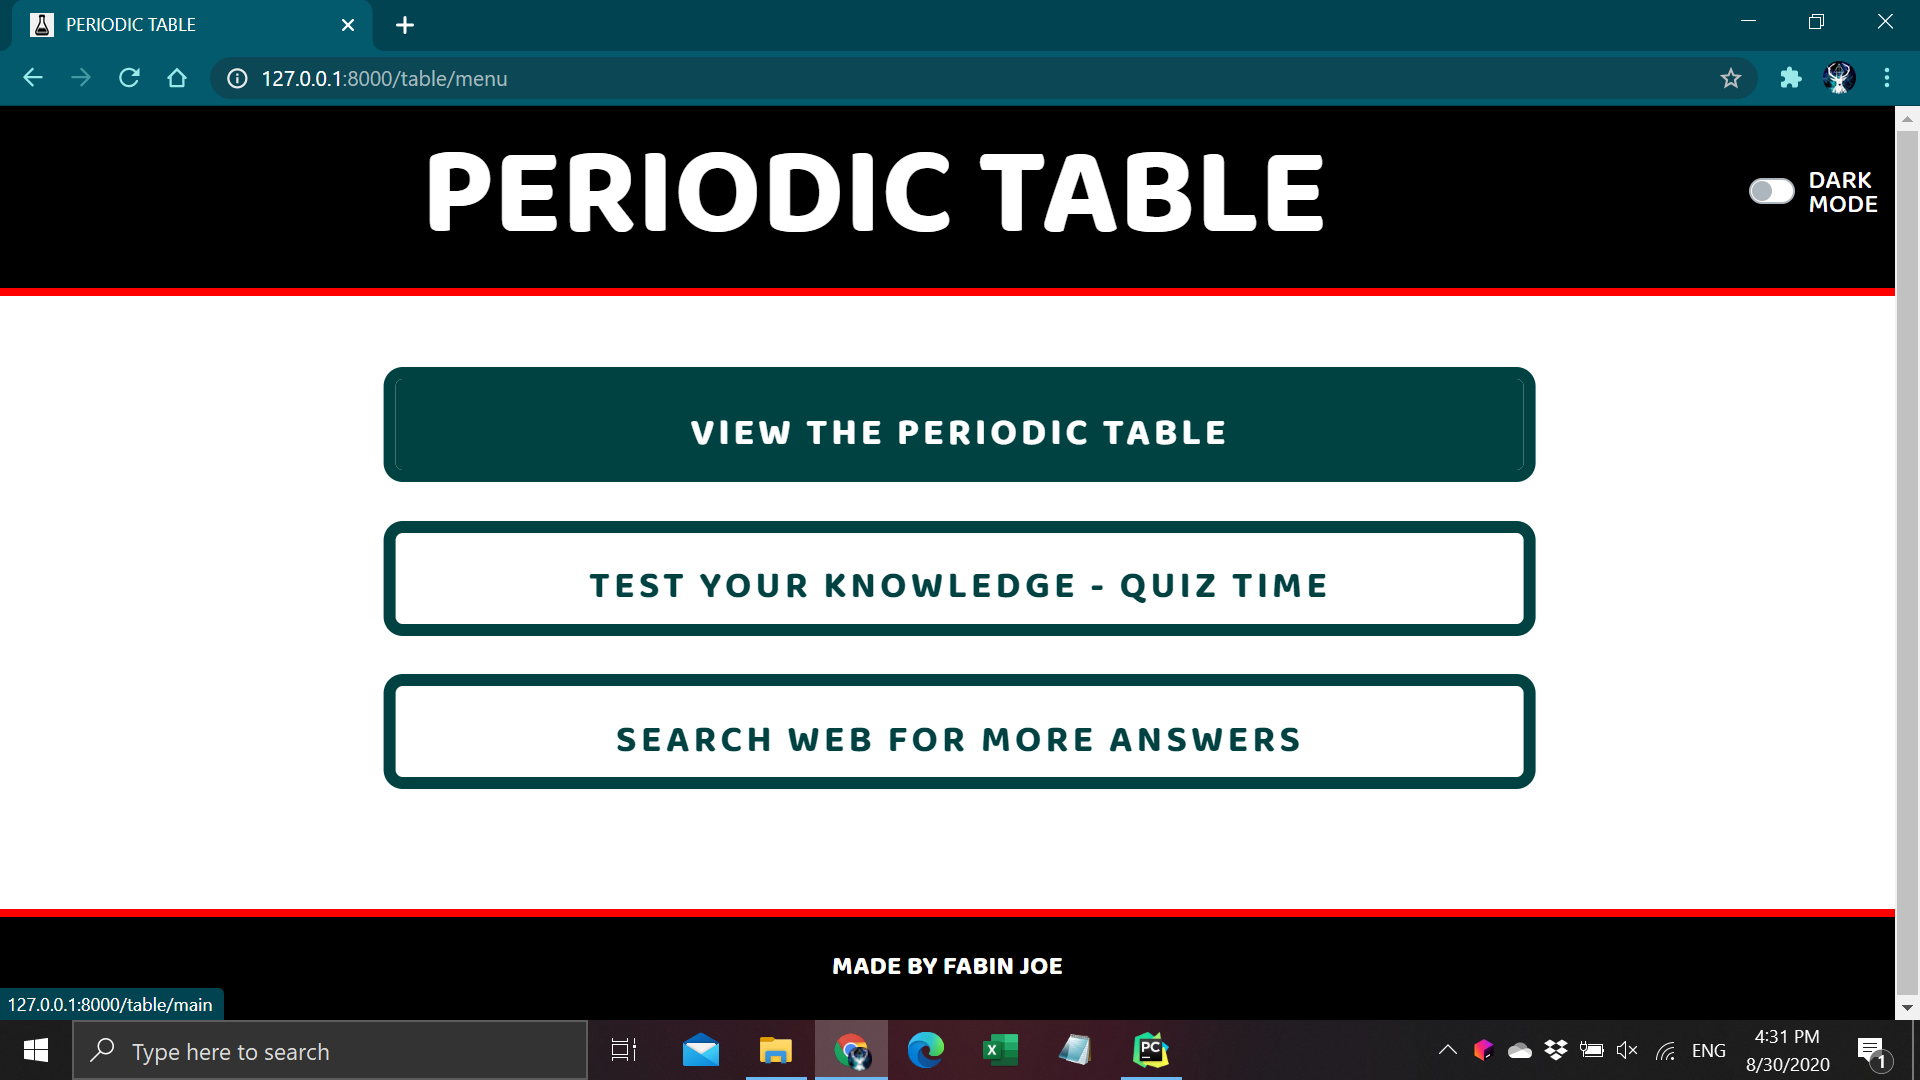 PERIODIC TABLE
127.0.0.1:8000/table/menu
PERIODIC TABLE
DARK
MODE
VIEW THE PERIODIC TABLE
TEST YOUR KNOWLEDGE - QUIZ TIME
SEARCH WEB FOR MORE ANSWERS
MADE BY FABIN JOE
127.0.0.1:8000/table/main
Type here to search
X
PC
ENG
4:31 PM
8/30/2020
1